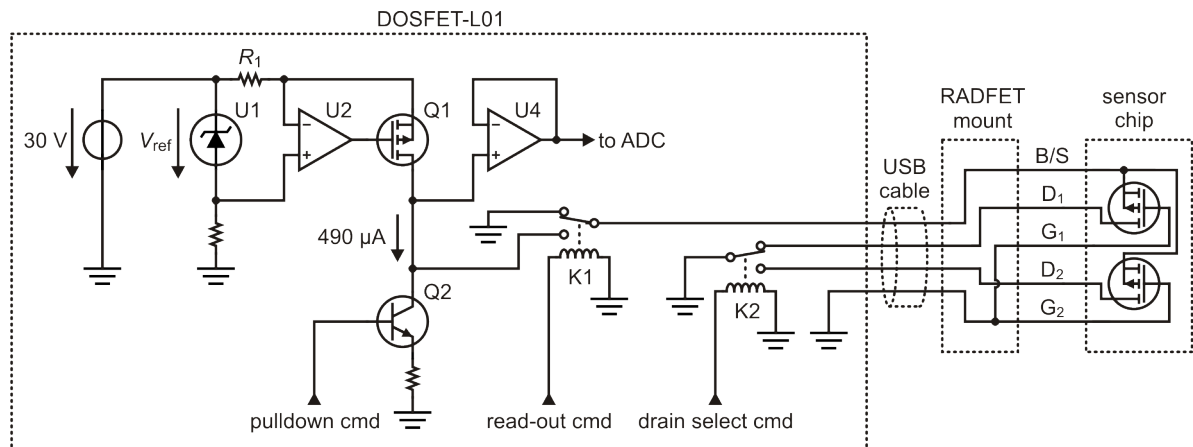 DOSFET-L01
R1
U1
U2
Q1
U4
30 V
Vref
to ADC
RADFET
mount
sensor
chip
USB
cable
B/S
D1
G1
D2
G2
490 µA
K1
K2
Q2
pulldown cmd
read-out cmd
drain select cmd